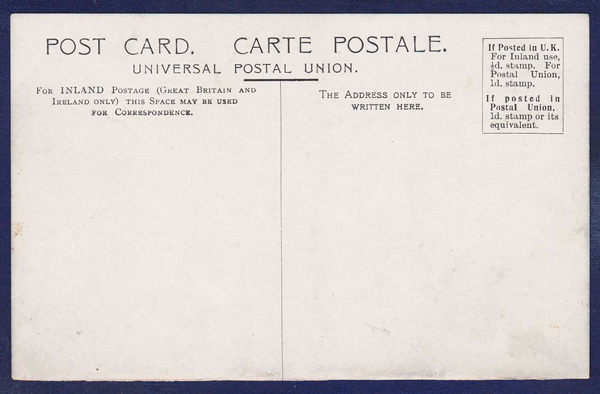 POST CARD. CARTE POSTALE.
UNIVERSAL POSTAL UNION.
For INLAND Postage (Great Britain and
Ireland only) this Space may be used
for Correspondence.
The Address only to be
written here.
If Posted in U.K.
For Inland use,
½d. stamp. For
Postal Union,
1d. stamp.
If posted in
Postal Union,
1d. stamp or its
equivalent.